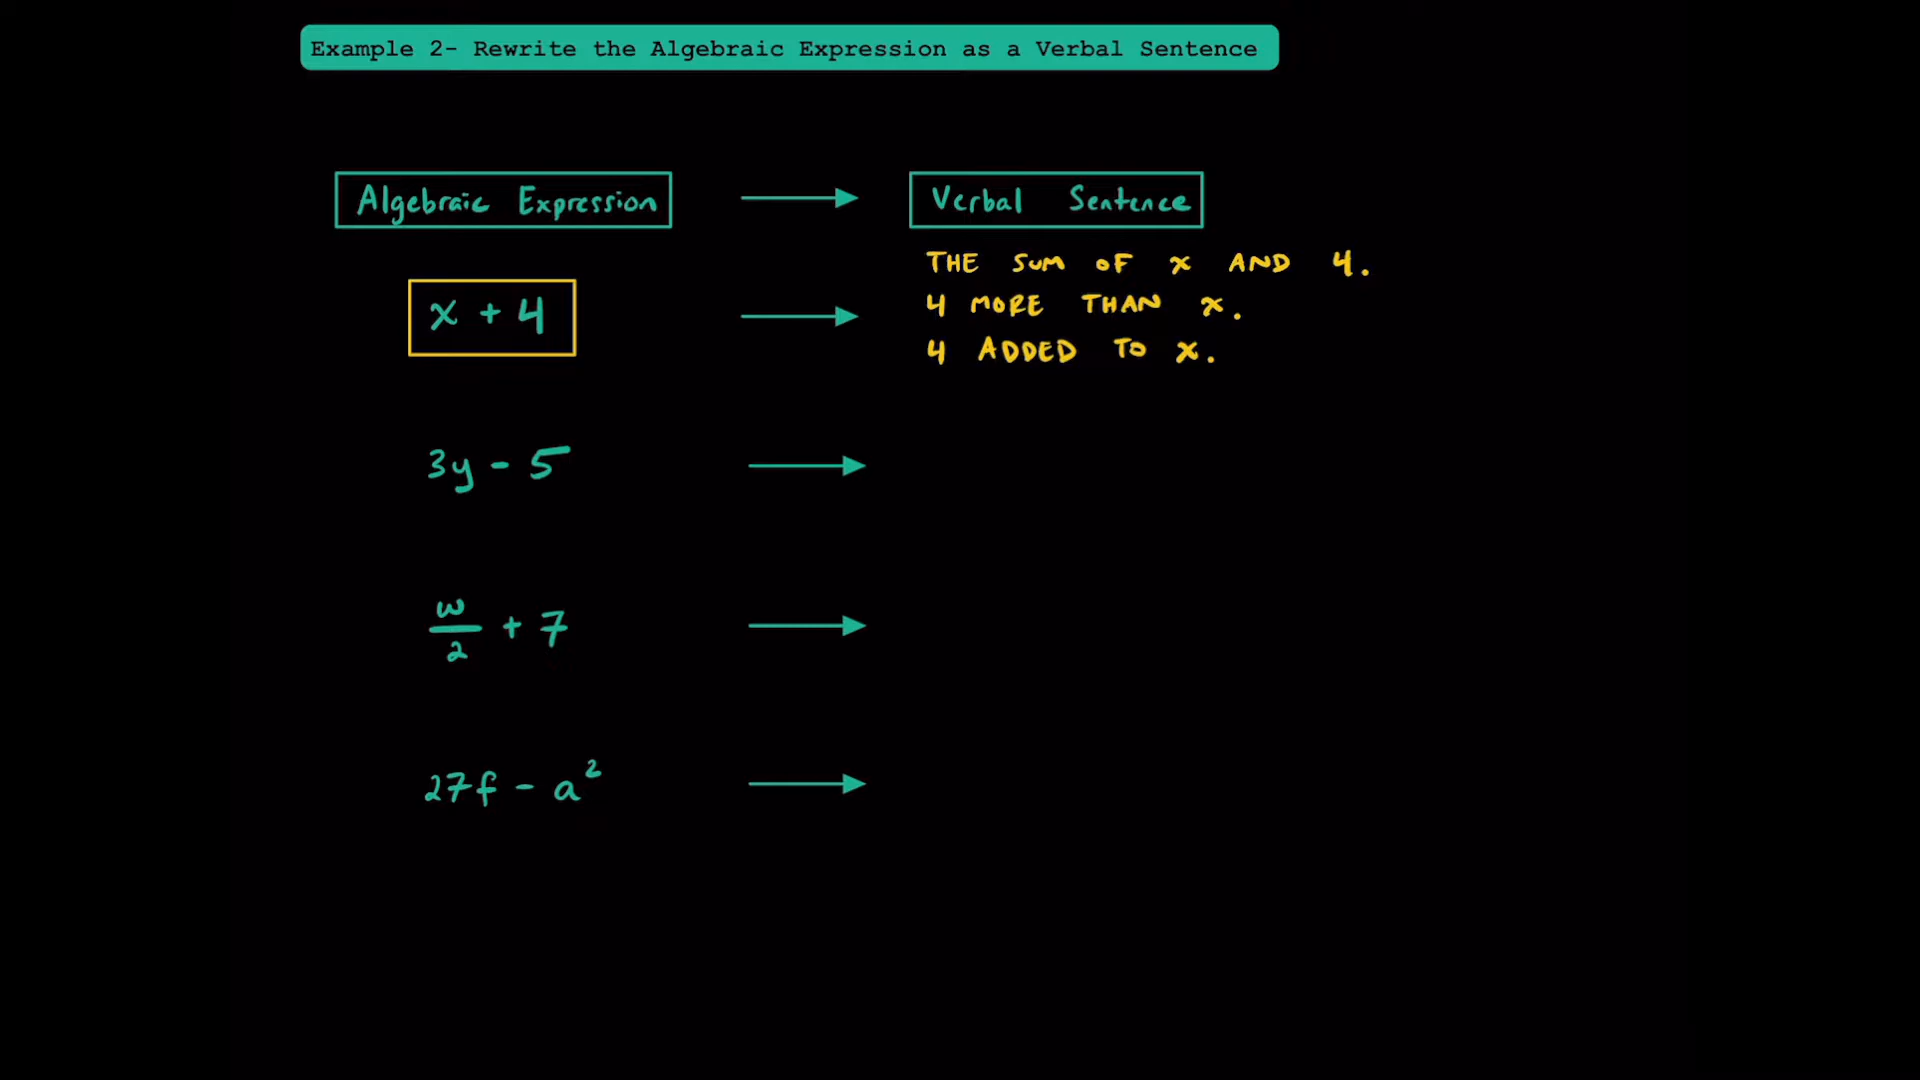 Example 2- Rewrite the Algebraic Expression as a Verbal Sentence
Algebraic Expression → Verbal Sentence
x + 4 → THE SUM OF x AND 4.
4 MORE THAN x.
4 ADDED TO x.
3y - 5 →
w/2 + 7 →
27f - a² →